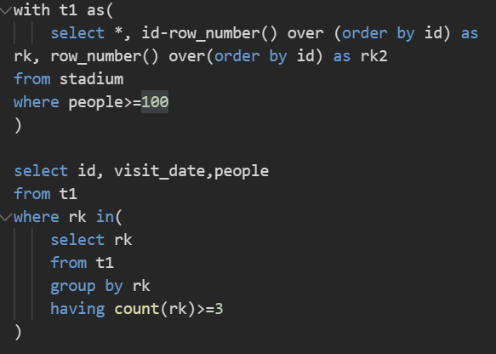 with t1 as(
select *, id-row_number() over (order by id) as
rk, row_number() over(order by id) as rk2
from stadium
where people>=100
)
select id, visit_date,people
from t1
where rk in(
select rk
from t1
group by rk
having count(rk)>=3
)